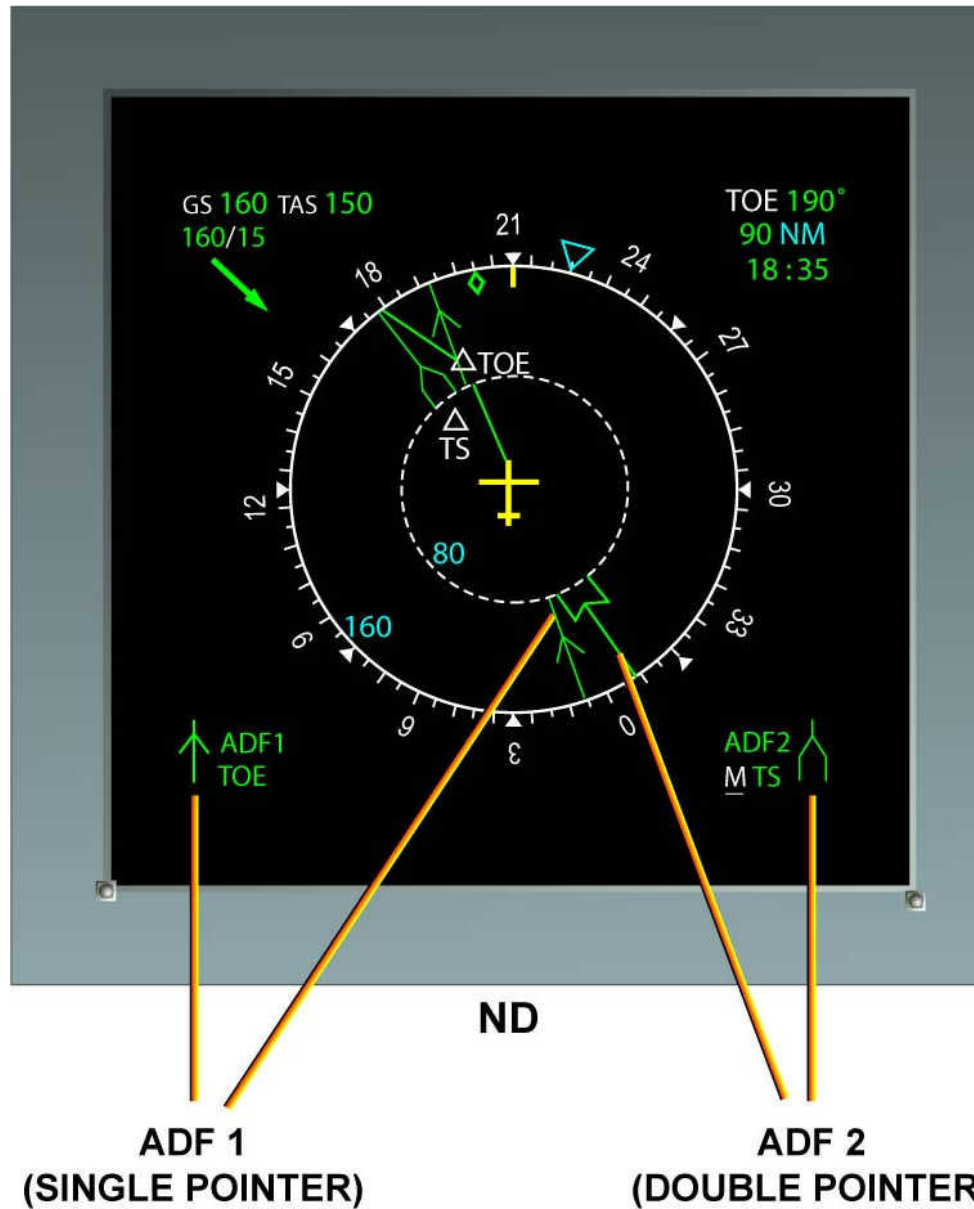 GS 160 TAS 150
160/15
TOE 190°
90 NM
18:35
21
24
27
30
33
0
3
6
9
12
15
18
TOE
TS
80
160
ADF1
TOE
ADF2
M TS
ND
ADF 1
(SINGLE POINTER)
ADF 2
(DOUBLE POINTER